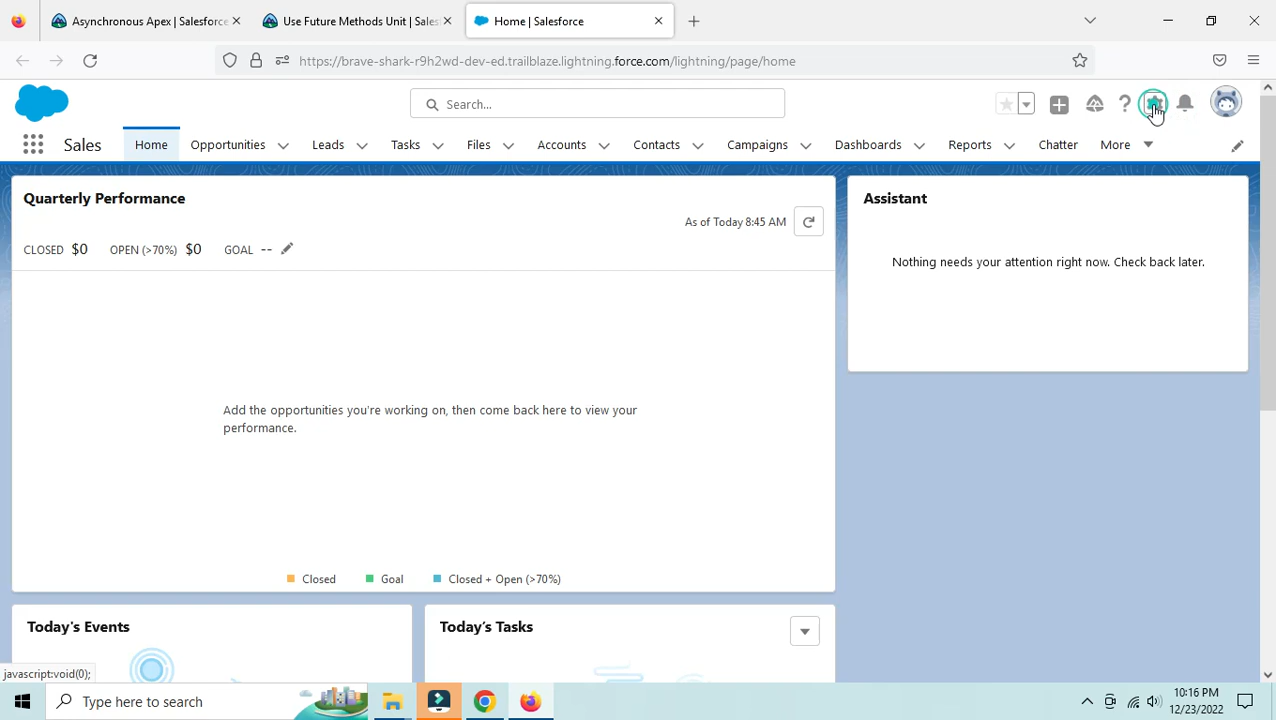 Asynchronous Apex | Salesforce
Use Future Methods Unit | Sales
Home | Salesforce
https://brave-shark-r9h2wd-dev-ed.trailblaze.lightning.force.com/lightning/page/home
Search...
Sales
Home
Opportunities
Leads
Tasks
Files
Accounts
Contacts
Campaigns
Dashboards
Reports
Chatter
More
Quarterly Performance
As of Today 8:45 AM
CLOSED $0 OPEN (>70%) $0 GOAL --
Add the opportunities you're working on, then come back here to view your
performance.
Closed
Goal
Closed + Open (>70%)
Assistant
Nothing needs your attention right now. Check back later.
Today's Events
Today's Tasks
javascript:void(0);
Type here to search
10:16 PM
12/23/2022